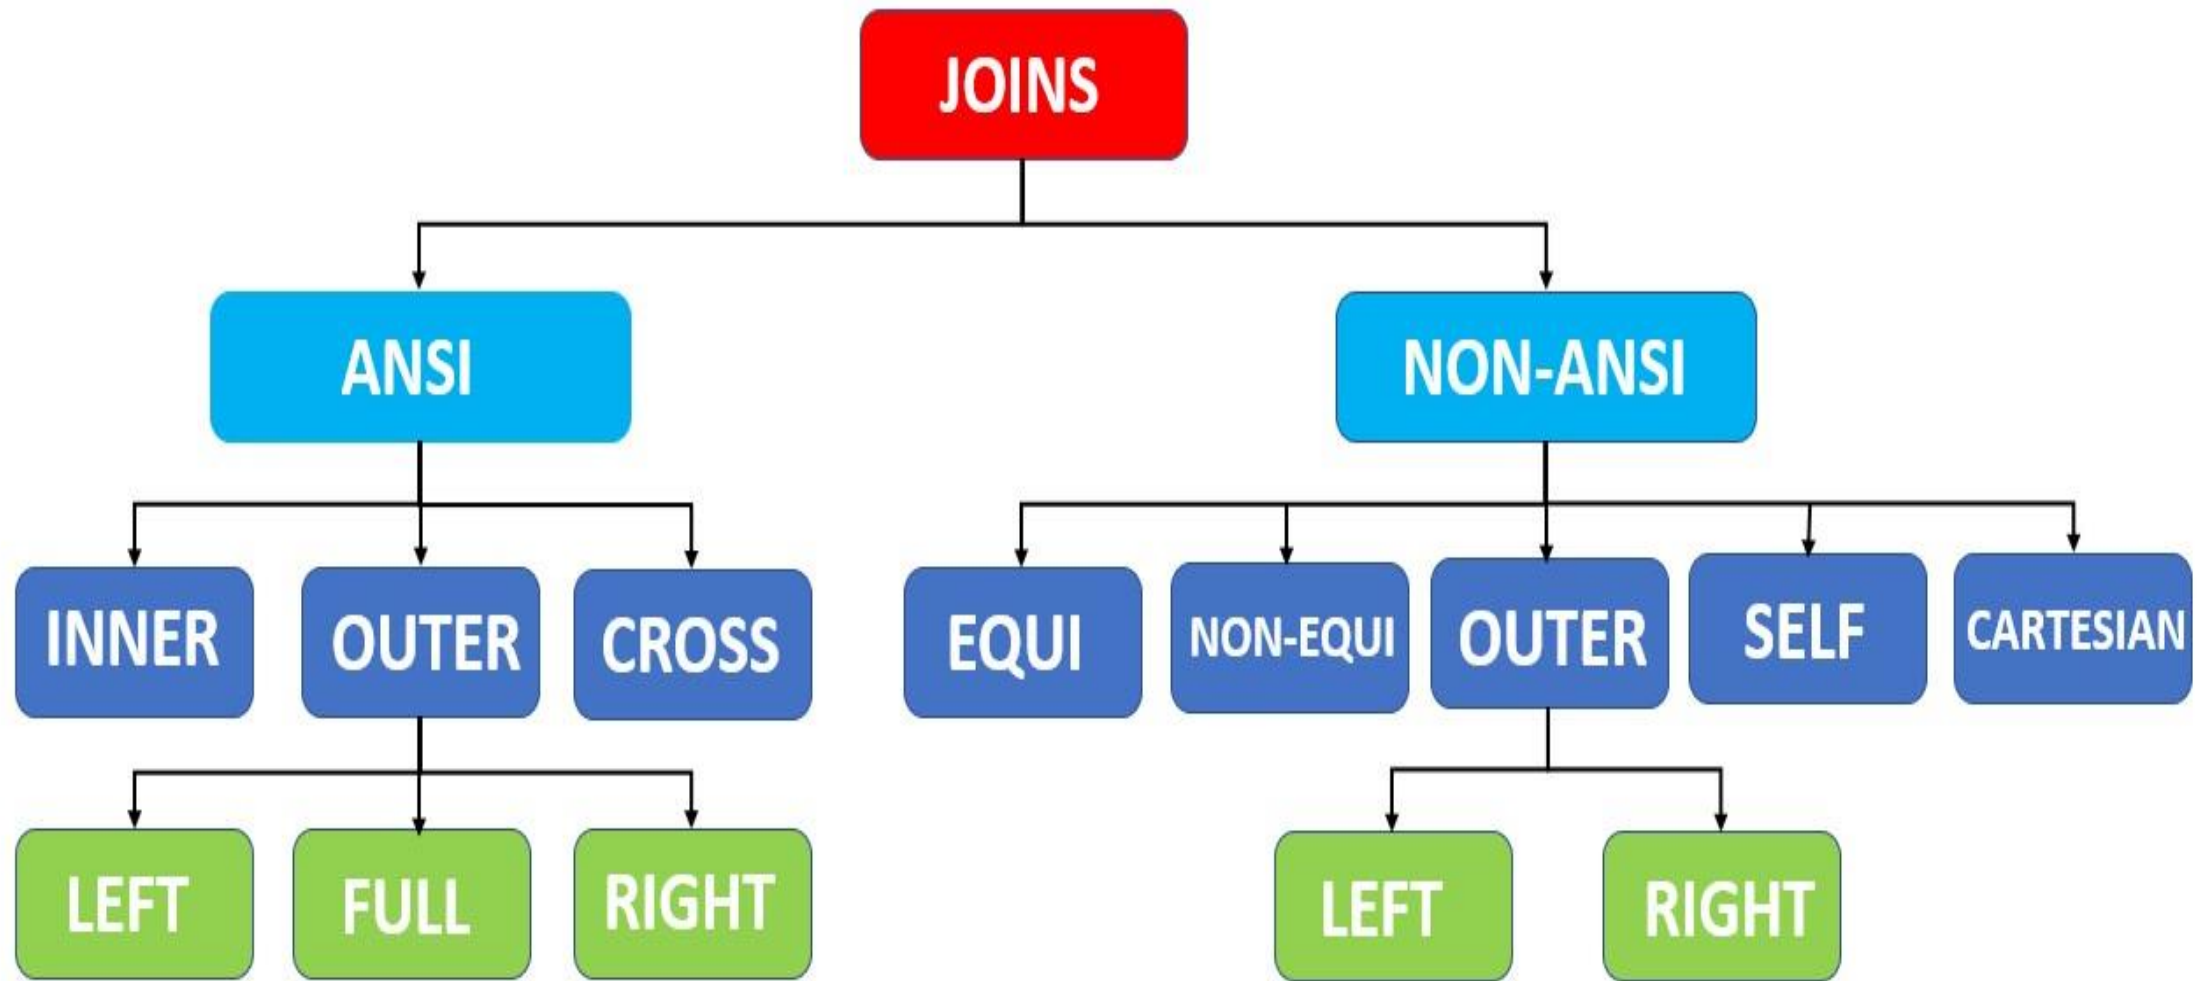 JOINS
ANSI
NON-ANSI
INNER
OUTER
CROSS
EQUI
NON-EQUI
OUTER
SELF
CARTESIAN
LEFT
FULL
RIGHT
LEFT
RIGHT